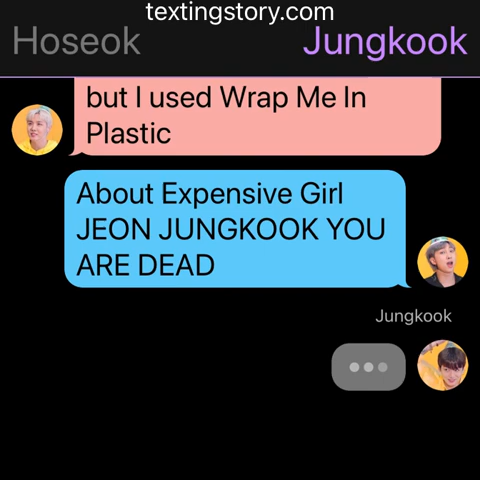 textingstory.com
Hoseok
Jungkook
but I used Wrap Me In
Plastic
About Expensive Girl
JEON JUNGKOOK YOU
ARE DEAD
Jungkook